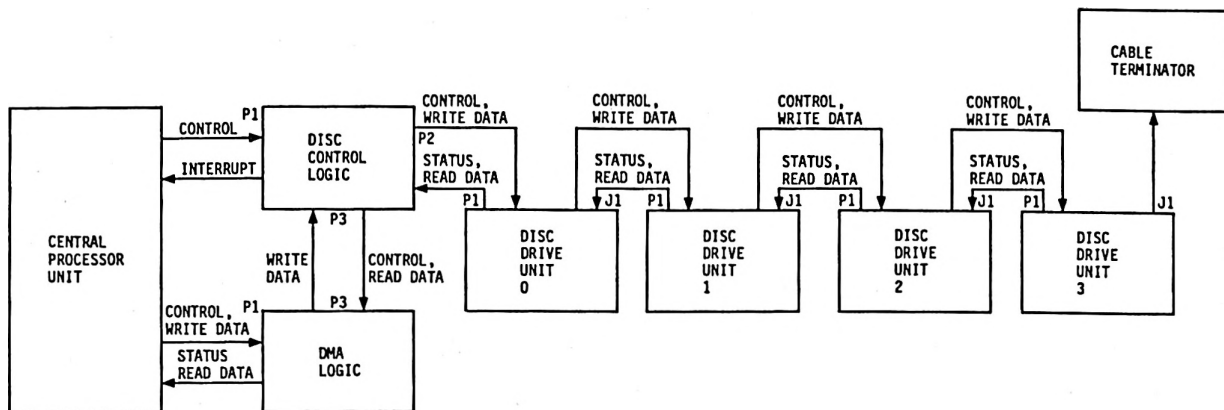 CABLE
TERMINATOR
P1
CONTROL
INTERRUPT
DISC
CONTROL
LOGIC
CONTROL,
WRITE DATA
P2
STATUS,
READ DATA
CONTROL,
WRITE DATA
STATUS,
READ DATA
CONTROL,
WRITE DATA
STATUS,
READ DATA
CONTROL,
WRITE DATA
STATUS,
READ DATA
P1
J1
P1
J1
P1
J1
P1
J1
P3
CENTRAL
PROCESSOR
UNIT
WRITE
DATA
CONTROL,
READ DATA
DISC
DRIVE
UNIT
0
DISC
DRIVE
UNIT
1
DISC
DRIVE
UNIT
2
DISC
DRIVE
UNIT
3
P1
P3
CONTROL,
WRITE DATA
STATUS
READ DATA
DMA
LOGIC